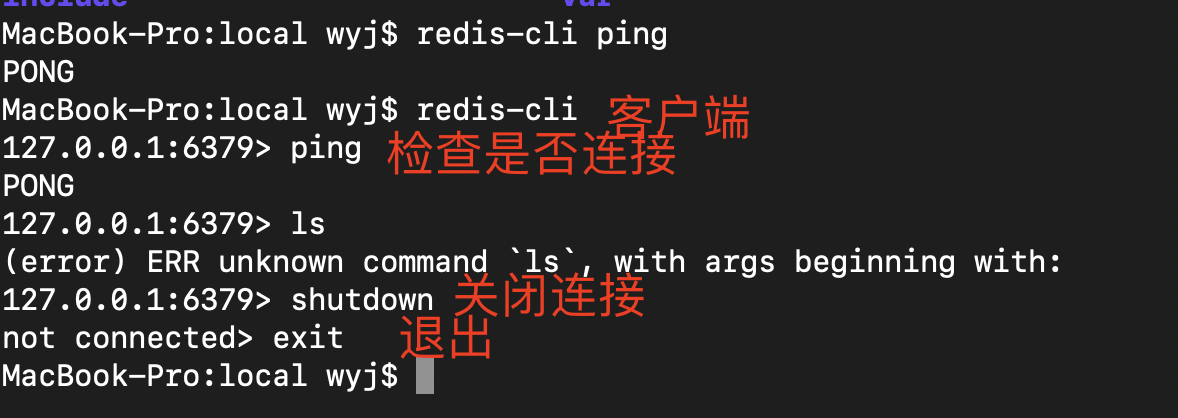 include var
MacBook-Pro:local wyj$ redis-cli ping
PONG
MacBook-Pro:local wyj$ redis-cli 客户端
127.0.0.1:6379> ping 检查是否连接
PONG
127.0.0.1:6379> ls
(error) ERR unknown command `ls`, with args beginning with:
127.0.0.1:6379> shutdown 关闭连接
not connected> exit 退出
MacBook-Pro:local wyj$